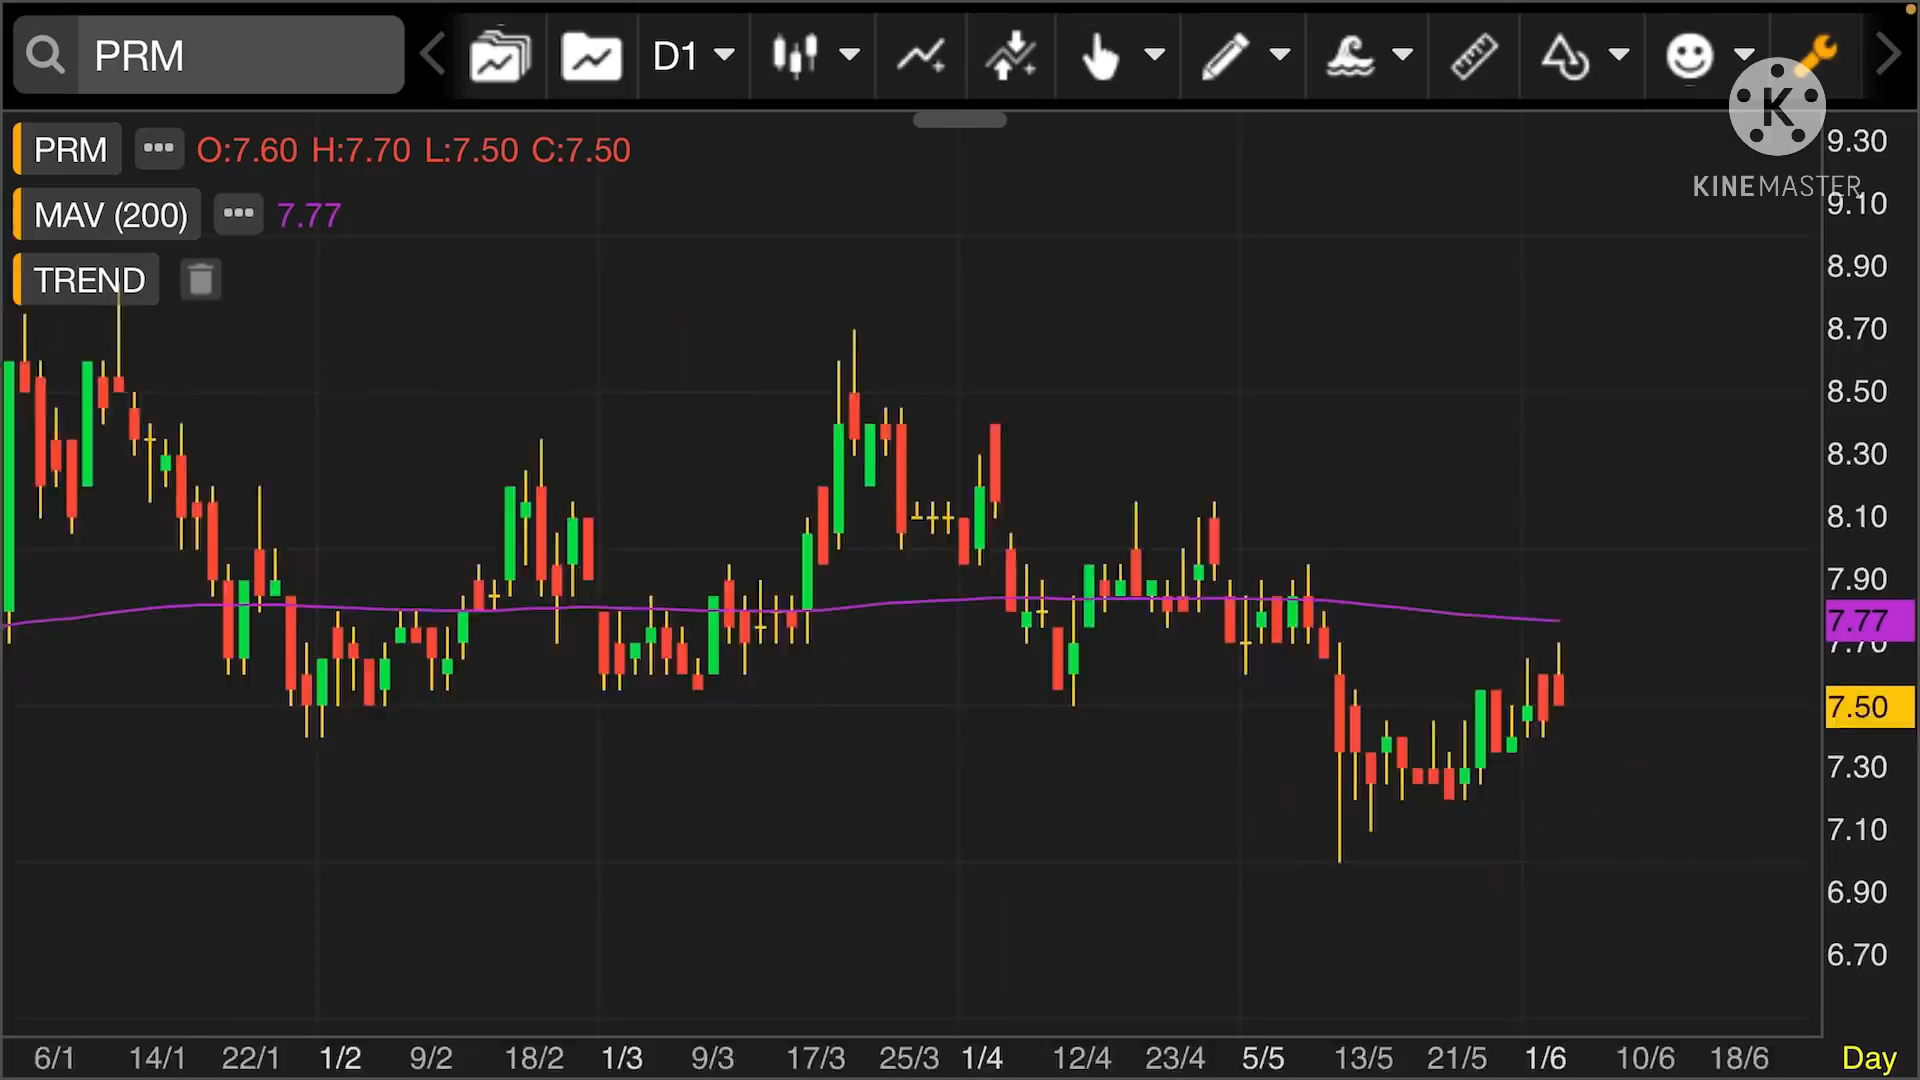 PRM
D1
PRM ••• O:7.60 H:7.70 L:7.50 C:7.50
MAV (200) ••• 7.77
TREND
K
KINEMASTER
9.30
9.10
8.90
8.70
8.50
8.30
8.10
7.90
7.77
7.70
7.50
7.30
7.10
6.90
6.70
6/1 14/1 22/1 1/2 9/2 18/2 1/3 9/3 17/3 25/3 1/4 12/4 23/4 5/5 13/5 21/5 1/6 10/6 18/6 Day